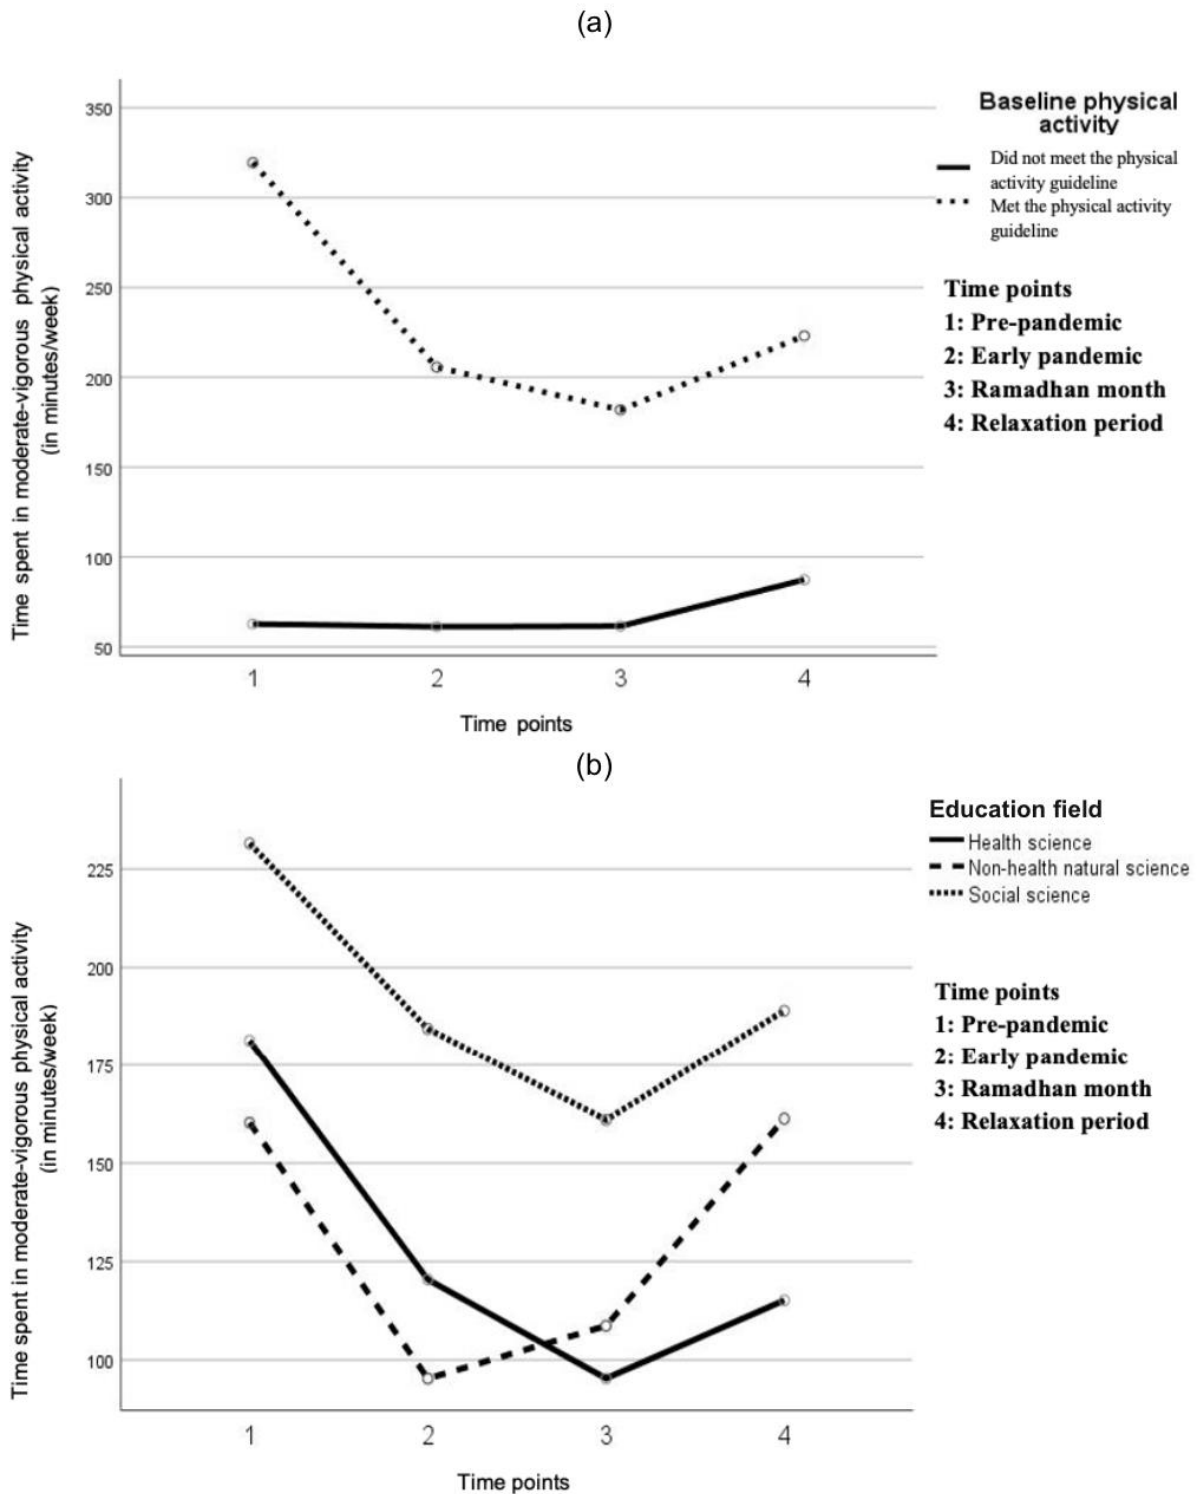 (a)
Time spent in moderate-vigorous physical activity
(in minutes/week)
350
300
250
200
150
100
50
1 2 3 4
Time points
Baseline physical
activity
Did not meet the physical
activity guideline
Met the physical activity
guideline
Time points
1: Pre-pandemic
2: Early pandemic
3: Ramadhan month
4: Relaxation period
(b)
Time spent in moderate-vigorous physical activity
(in minutes/week)
225
200
175
150
125
100
1 2 3 4
Time points
Education field
Health science
Non-health natural science
Social science
Time points
1: Pre-pandemic
2: Early pandemic
3: Ramadhan month
4: Relaxation period